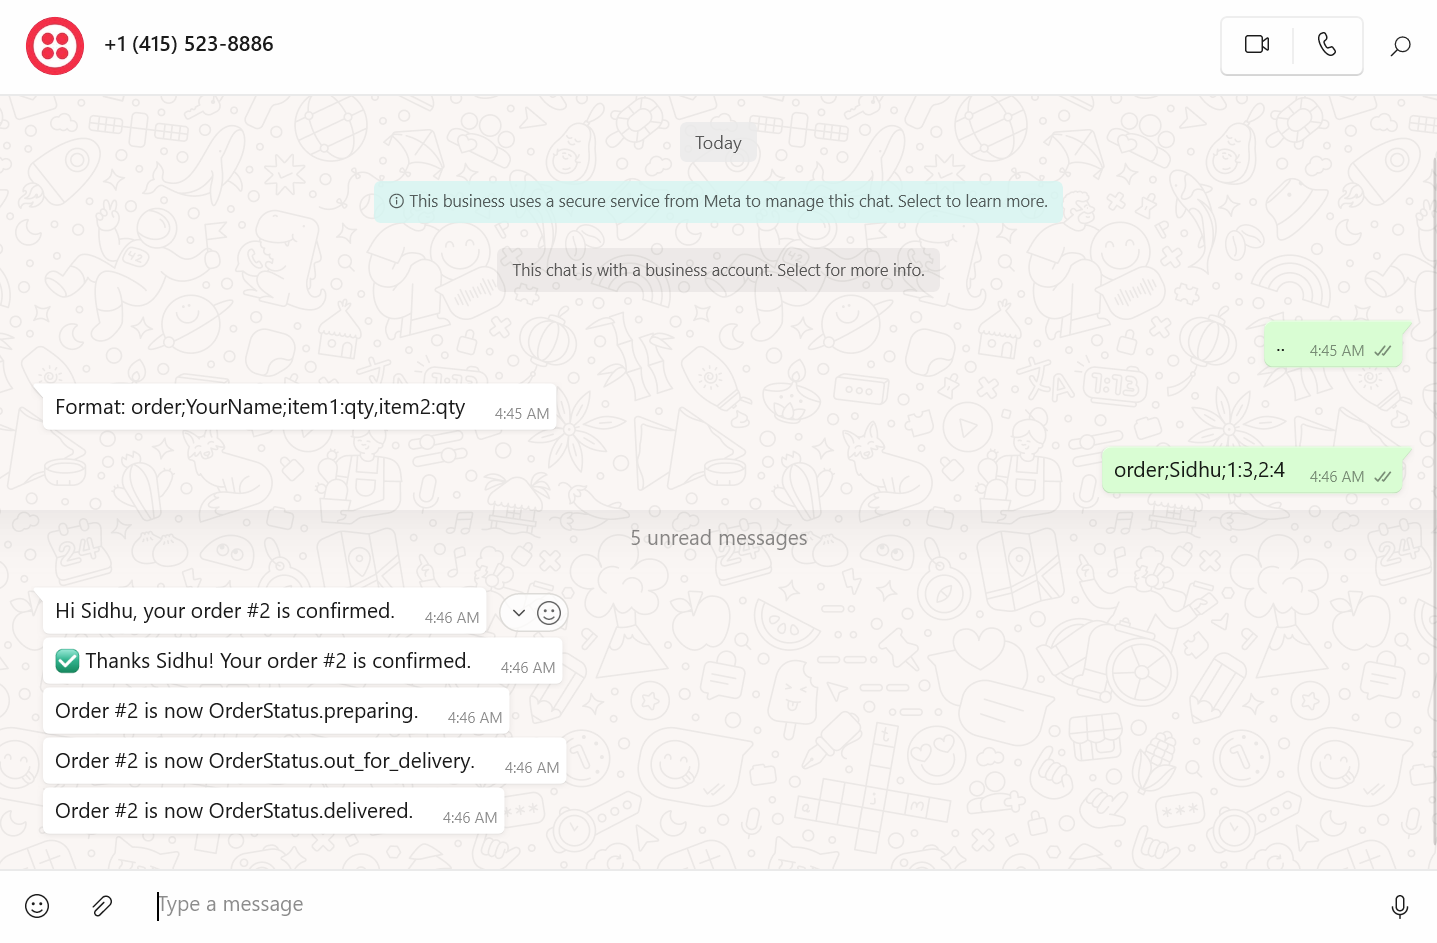 +1 (415) 523-8886
Today
This business uses a secure service from Meta to manage this chat. Select to learn more.
This chat is with a business account. Select for more info.
.. 4:45 AM
Format: order;YourName;item1:qty,item2:qty 4:45 AM
order;Sidhu;1:3,2:4 4:46 AM
5 unread messages
Hi Sidhu, your order #2 is confirmed. 4:46 AM
✅ Thanks Sidhu! Your order #2 is confirmed. 4:46 AM
Order #2 is now OrderStatus.preparing. 4:46 AM
Order #2 is now OrderStatus.out_for_delivery. 4:46 AM
Order #2 is now OrderStatus.delivered. 4:46 AM
Type a message